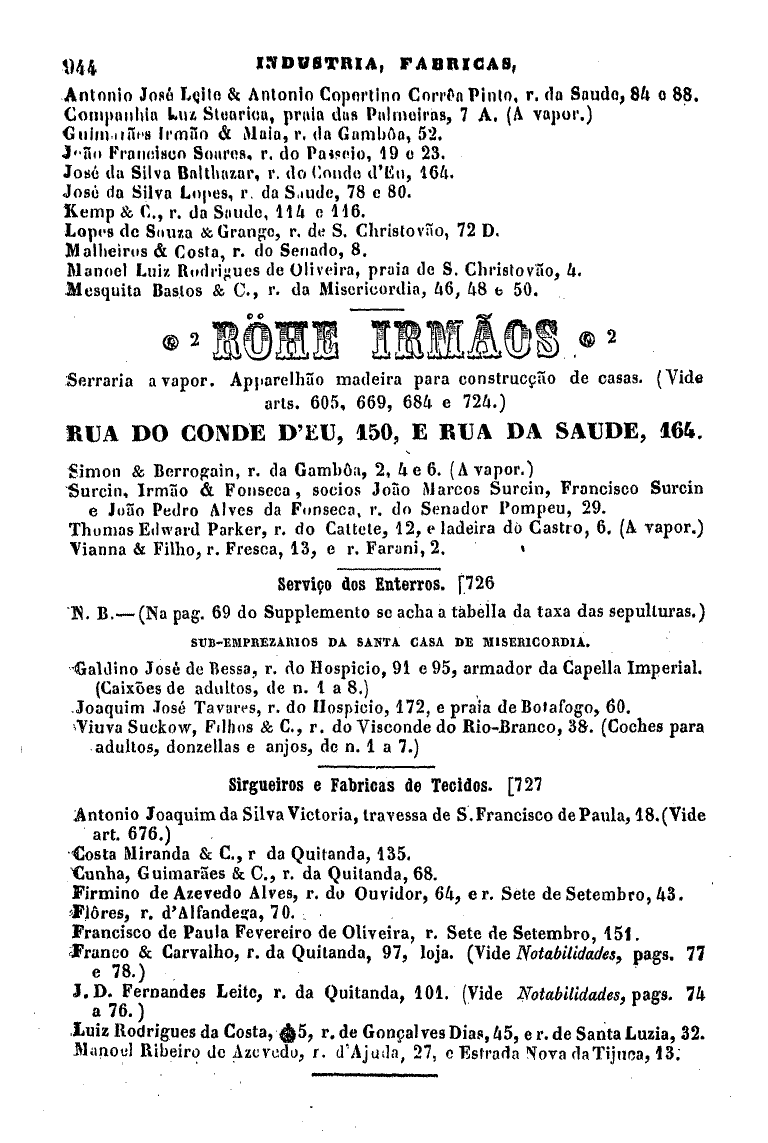 944 INDUSTRIA, FABRICAS,
Antonio José Leite & Antonio Copertino Corrêa Pinto, r. da Saude, 84 e 88.
Companhia Luz Stearica, praia das Palmeiras, 7 A. (A vapor.)
Guimarães Irmão & Maia, r. da Gambôa, 52.
João Francisco Soares, r. do Passeio, 19 e 23.
José da Silva Balthazar, r. do Conde d'Eu, 164.
José da Silva Lopes, r. da Saude, 78 e 80.
Kemp & C., r. da Saude, 114 e 116.
Lopes de Souza & Grange, r. de S. Christovão, 72 D.
Malheiros & Costa, r. do Senado, 8.
Manoel Luiz Rodrigues de Oliveira, praia de S. Christovão, 4.
Mesquita Bastos & C., r. da Misericordia, 46, 48 e 50.
2 RÖHE IRMÃOS 2
Serraria a vapor. Apparelhão madeira para construcção de casas. (Vide
arts. 605, 669, 684 e 724.)
RUA DO CONDE D'EU, 150, E RUA DA SAUDE, 164.
Simon & Berrogain, r. da Gambôa, 2, 4 e 6. (A vapor.)
Surcin, Irmão & Fonseca, socios João Marcos Surcin, Francisco Surcin
e João Pedro Alves da Fonseca, r. do Senador Pompeu, 29.
Thomas Edward Parker, r. do Cattete, 12, e ladeira do Castro, 6. (A vapor.)
Vianna & Filho, r. Fresca, 13, e r. Farani, 2.
Serviço dos Enterros. [726
N. B.—(Na pag. 69 do Supplemento se acha a tabella da taxa das sepulturas.)
SUB-EMPREZARIOS DA SANTA CASA DE MISERICORDIA.
Galdino José de Bessa, r. do Hospicio, 91 e 95, armador da Capella Imperial.
(Caixões de adultos, de n. 1 a 8.)
Joaquim José Tavares, r. do Hospicio, 172, e praia de Botafogo, 60.
Viuva Suckow, Filhos & C., r. do Visconde do Rio-Branco, 38. (Coches para
adultos, donzellas e anjos, de n. 1 a 7.)
Sirgueiros e Fabricas de Tecidos. [727
Antonio Joaquim da Silva Victoria, travessa de S. Francisco de Paula, 18. (Vide
art. 676.)
Costa Miranda & C., r da Quitanda, 135.
Cunha, Guimarães & C., r. da Quitanda, 68.
Firmino de Azevedo Alves, r. do Ouvidor, 64, e r. Sete de Setembro, 43.
Flôres, r. d'Alfandega, 70.
Francisco de Paula Fevereiro de Oliveira, r. Sete de Setembro, 151.
Franco & Carvalho, r. da Quitanda, 97, loja. (Vide Notabilidades, pags. 77
e 78.)
J. D. Fernandes Leite, r. da Quitanda, 101. (Vide Notabilidades, pags. 74
a 76.)
Luiz Rodrigues da Costa, 5, r. de Gonçalves Dias, 45, e r. de Santa Luzia, 32.
Manoel Ribeiro de Azevedo, r. d'Ajuda, 27, e Estrada Nova da Tijuca, 13.